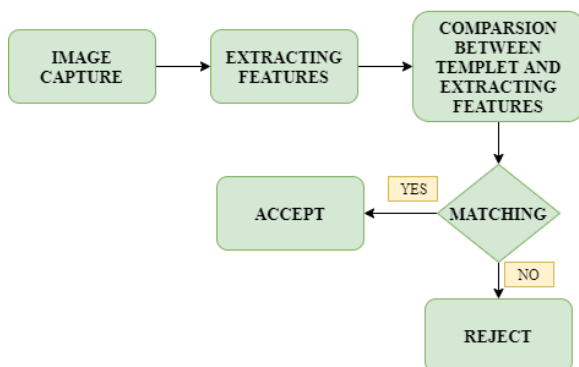 IMAGE
CAPTURE
EXTRACTING
FEATURES
COMPARSION
BETWEEN
TEMPLET AND
EXTRACTING
FEATURES
YES
ACCEPT
MATCHING
NO
REJECT